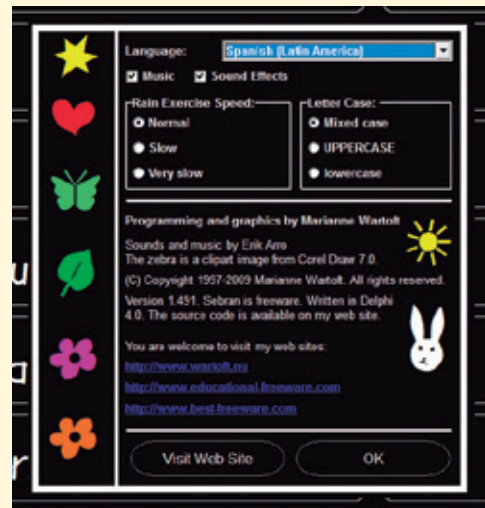 Language: Spanish (Latin America)
Music Sound Effects
Rain Exercise Speed: Letter Case:
Normal Mixed case
Slow UPPERCASE
Very slow lowercase
Programming and graphics by Marianne Wartoft
Sounds and music by Erik Arro
The zebra is a clipart image from Corel Draw 7.0.
(C) Copyright 1997-2009 Marianne Wartoft. All rights reserved.
Version 1.491. Sebran is freeware. Written in Delphi
4.0. The source code is available on my web site.
You are welcome to visit my web sites:
http://www.wartoft.nu
http://www.educational-freeware.com
http://www.best-freeware.com
Visit Web Site OK
u
a
r